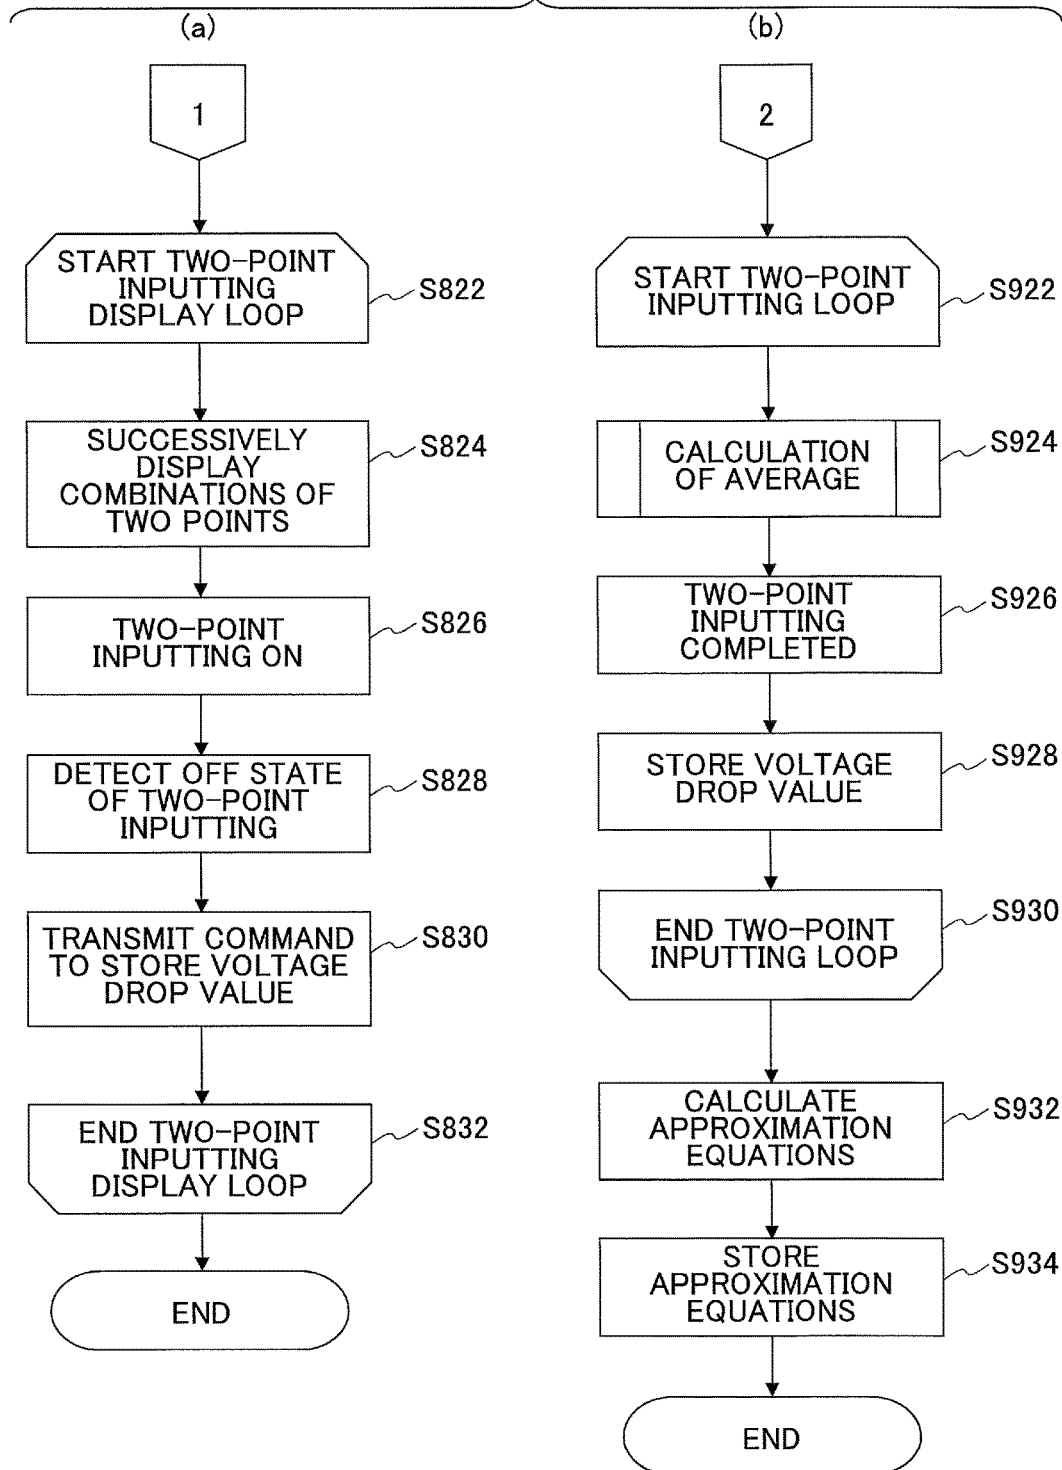 (a)
1
START TWO-POINT
INPUTTING
DISPLAY LOOP
S822
SUCCESSIVELY
DISPLAY
COMBINATIONS OF
TWO POINTS
S824
TWO-POINT
INPUTTING ON
S826
DETECT OFF STATE
OF TWO-POINT
INPUTTING
S828
TRANSMIT COMMAND
TO STORE VOLTAGE
DROP VALUE
S830
END TWO-POINT
INPUTTING
DISPLAY LOOP
S832
END
(b)
2
START TWO-POINT
INPUTTING LOOP
S922
CALCULATION
OF AVERAGE
S924
TWO-POINT
INPUTTING
COMPLETED
S926
STORE VOLTAGE
DROP VALUE
S928
END TWO-POINT
INPUTTING LOOP
S930
CALCULATE
APPROXIMATION
EQUATIONS
S932
STORE
APPROXIMATION
EQUATIONS
S934
END